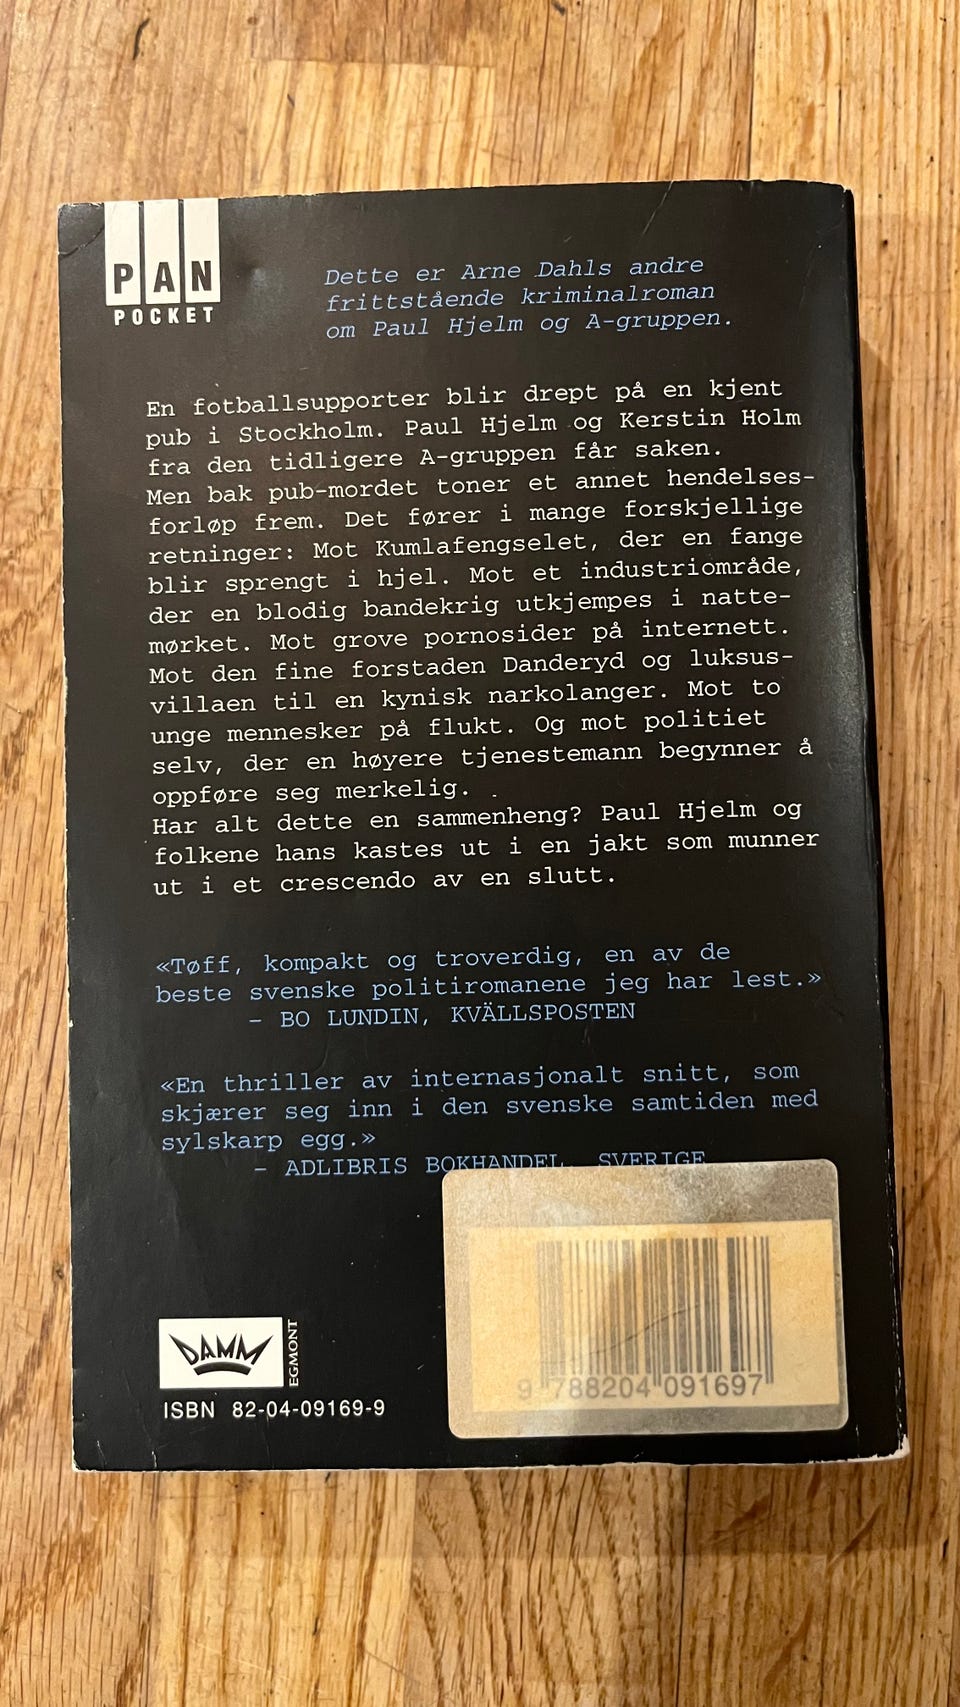 PAN
POCKET
Dette er Arne Dahls andre
frittstående kriminalroman
om Paul Hjelm og A-gruppen.
En fotballsupporter blir drept på en kjent
pub i Stockholm. Paul Hjelm og Kerstin Holm
fra den tidligere A-gruppen får saken.
Men bak pub-mordet toner et annet hendelses-
forløp frem. Det fører i mange forskjellige
retninger: Mot Kumlafengselet, der en fange
blir sprengt i hjel. Mot et industriområde,
der en blodig bandekrig utkjempes i natte-
mørket. Mot grove pornosider på internett.
Mot den fine forstaden Danderyd og luksus-
villaen til en kynisk narkolanger. Mot to
unge mennesker på flukt. Og mot politiet
selv, der en høyere tjenestemann begynner å
oppføre seg merkelig.
Har alt dette en sammenheng? Paul Hjelm og
folkene hans kastes ut i en jakt som munner
ut i et crescendo av en slutt.
«Tøff, kompakt og troverdig, en av de
beste svenske politiromanene jeg har lest.»
– BO LUNDIN, KVÄLLSPOSTEN
«En thriller av internasjonalt snitt, som
skjærer seg inn i den svenske samtiden med
sylskarp egg.»
– ADLIBRIS BOKHANDEL, SVERIGE
DAMM
EGMONT
ISBN 82-04-09169-9
9 788204 091697